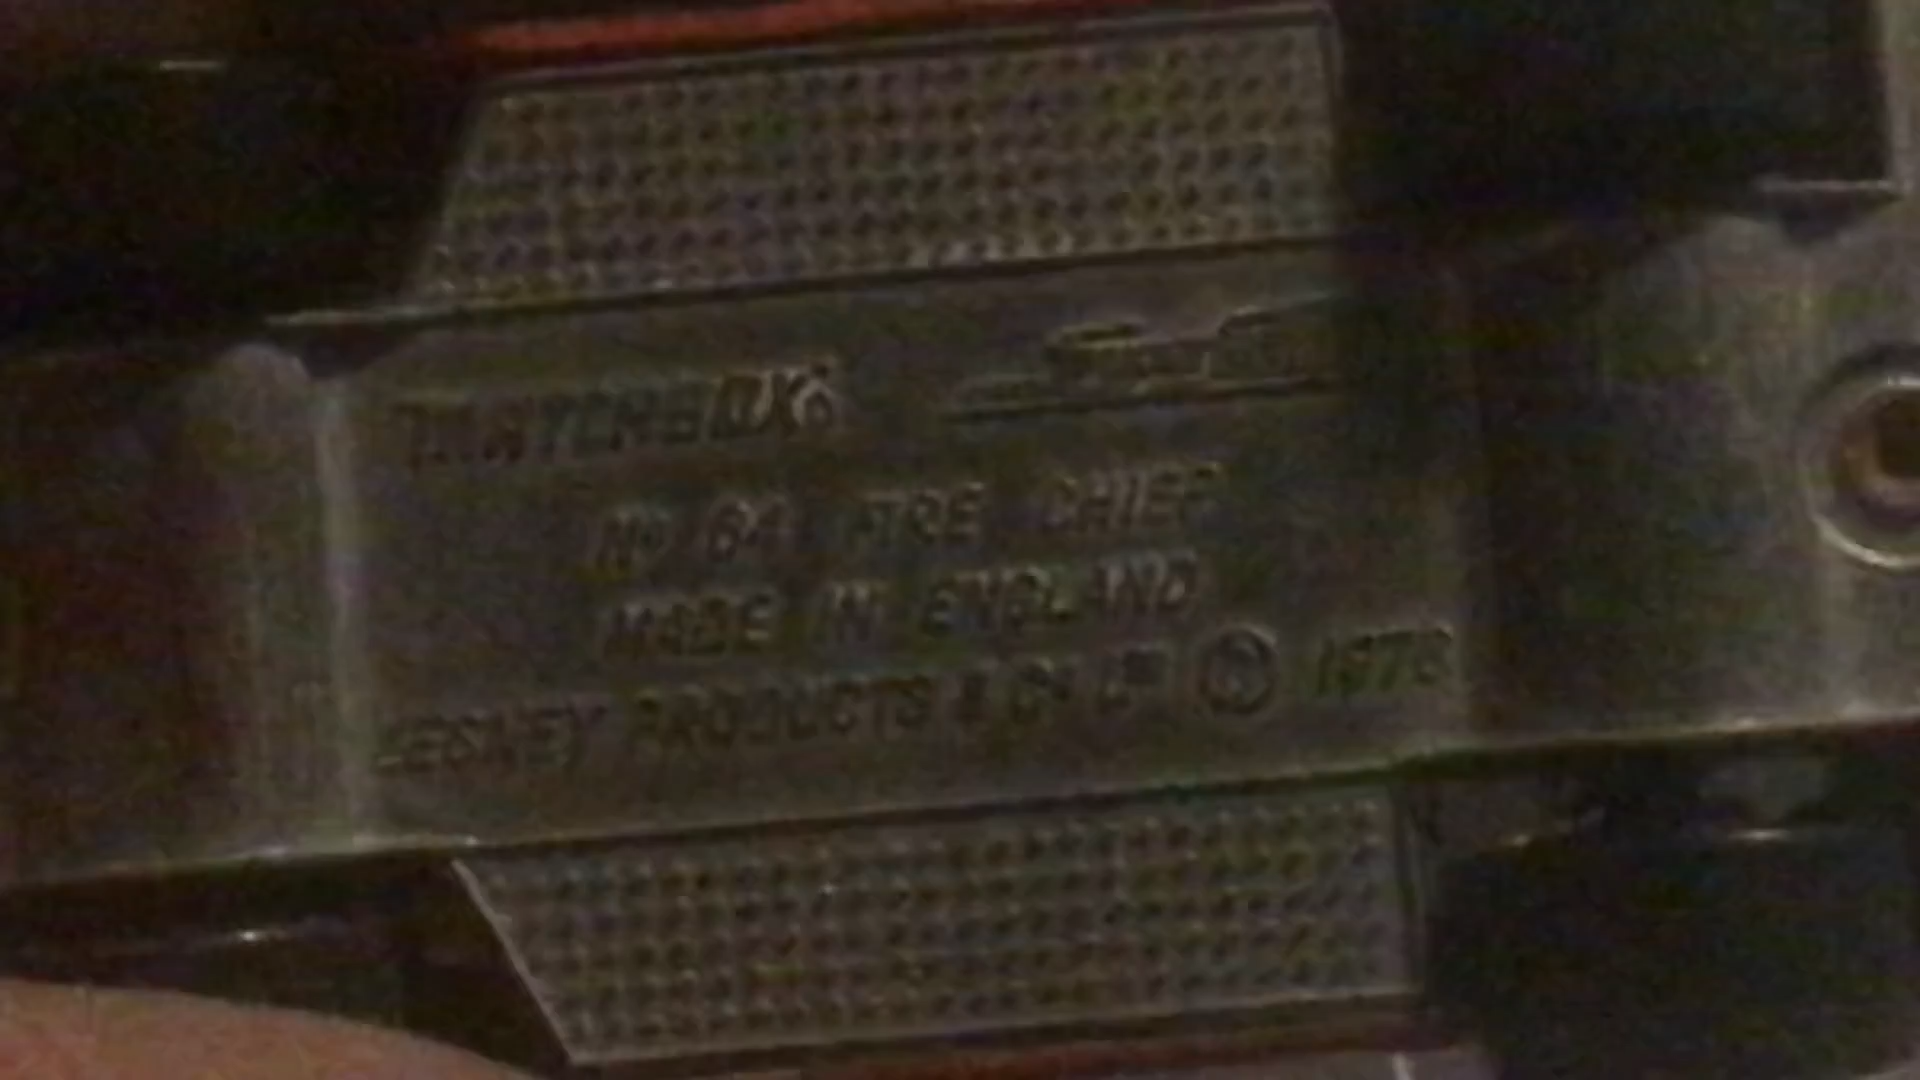 MATCHBOX®
Nº 64 FIRE CHIEF
MADE IN ENGLAND
LESNEY PRODUCTS & Cº Lᵀᴰ © 1976